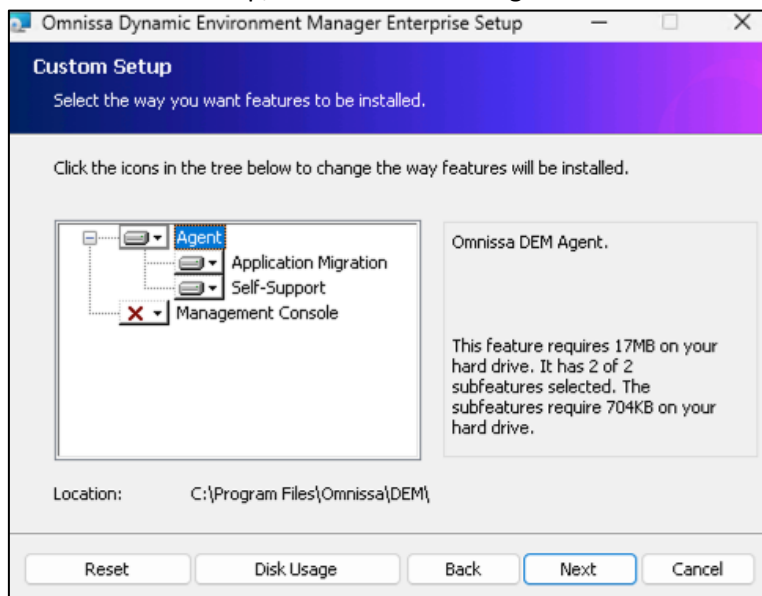 Omnissa Dynamic Environment Manager Enterprise Setup
Custom Setup
Select the way you want features to be installed.
Click the icons in the tree below to change the way features will be installed.
Agent
Application Migration
Self-Support
Management Console
Omnissa DEM Agent.
This feature requires 17MB on your
hard drive. It has 2 of 2
subfeatures selected. The
subfeatures require 704KB on your
hard drive.
Location: C:\Program Files\Omnissa\DEM\
Reset Disk Usage Back Next Cancel